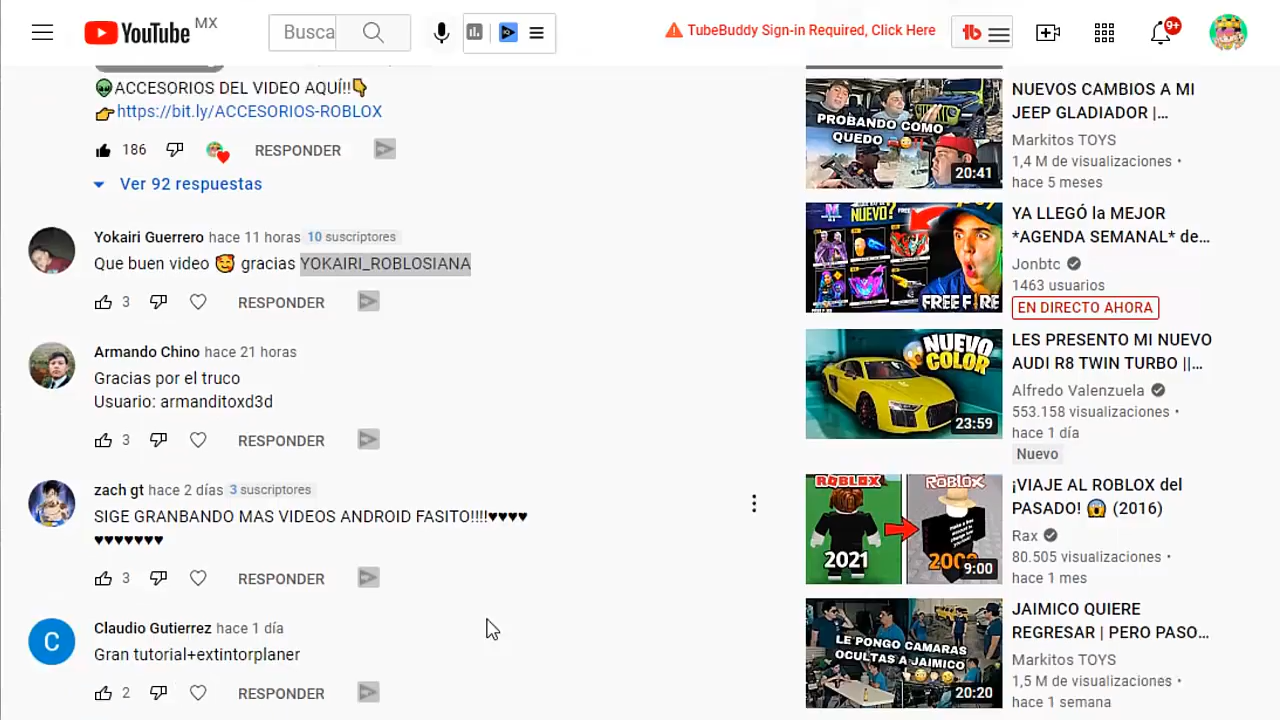 YouTube MX
Busca
TubeBuddy Sign-in Required, Click Here
tb
9+
👽ACCESORIOS DEL VIDEO AQUÍ!!👇
👉https://bit.ly/ACCESORIOS-ROBLOX
186
RESPONDER
Ver 92 respuestas
Yokairi Guerrero hace 11 horas 10 suscriptores
Que buen video 🥰 gracias YOKAIRI_ROBLOSIANA
3 RESPONDER
Armando Chino hace 21 horas
Gracias por el truco
Usuario: armanditoxd3d
3 RESPONDER
zach gt hace 2 días 3 suscriptores
SIGE GRANBANDO MAS VIDEOS ANDROID FASITO!!!!♥♥♥♥
♥♥♥♥♥♥♥
3 RESPONDER
C
Claudio Gutierrez hace 1 día
Gran tutorial+extintorplaner
2 RESPONDER
PROBANDO COMO
QUEDO
20:41
NUEVOS CAMBIOS A MI
JEEP GLADIADOR |...
Markitos TOYS
1,4 M de visualizaciones •
hace 5 meses
NUEVO?
FREE FIRE
YA LLEGÓ la MEJOR
*AGENDA SEMANAL* de...
Jonbtc
1463 usuarios
EN DIRECTO AHORA
NUEVO
COLOR
23:59
LES PRESENTO MI NUEVO
AUDI R8 TWIN TURBO ||...
Alfredo Valenzuela
553.158 visualizaciones •
hace 1 día
Nuevo
ROBLOX
ROBLOX
2021
9:00
¡VIAJE AL ROBLOX del
PASADO! 😱 (2016)
Rax
80.505 visualizaciones •
hace 1 mes
LE PONGO CAMARAS
OCULTAS A JAIMICO
20:20
JAIMICO QUIERE
REGRESAR | PERO PASO...
Markitos TOYS
1,5 M de visualizaciones •
hace 1 semana